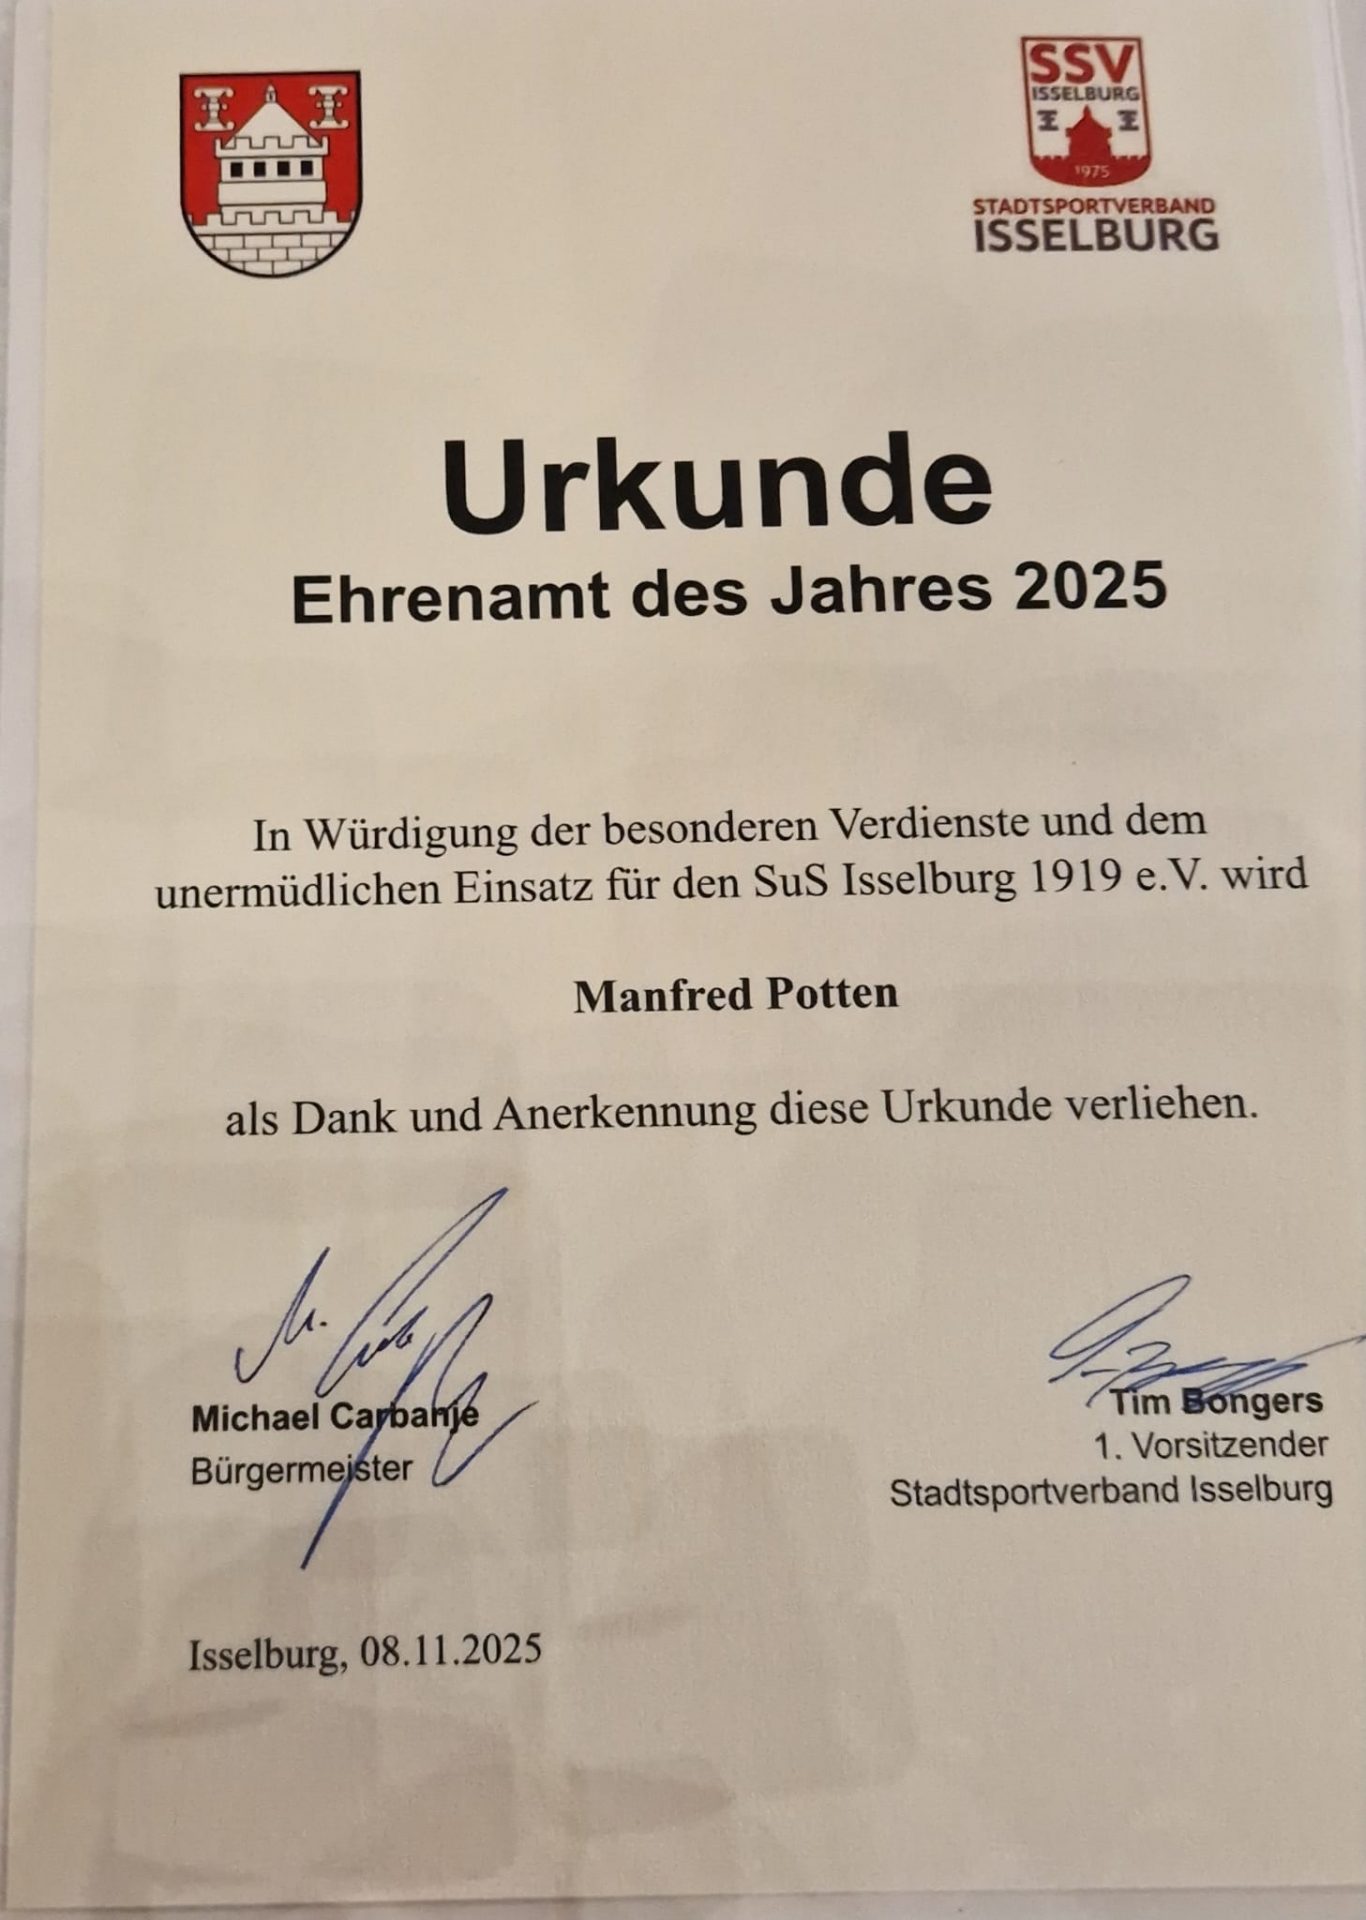 SSV
ISSELBURG
1975
STADTSPORTVERBAND
ISSELBURG
Urkunde
Ehrenamt des Jahres 2025
In Würdigung der besonderen Verdienste und dem
unermüdlichen Einsatz für den SuS Isselburg 1919 e.V. wird
Manfred Potten
als Dank und Anerkennung diese Urkunde verliehen.
Michael Carbanje
Bürgermeister
Tim Bongers
1. Vorsitzender
Stadtsportverband Isselburg
Isselburg, 08.11.2025